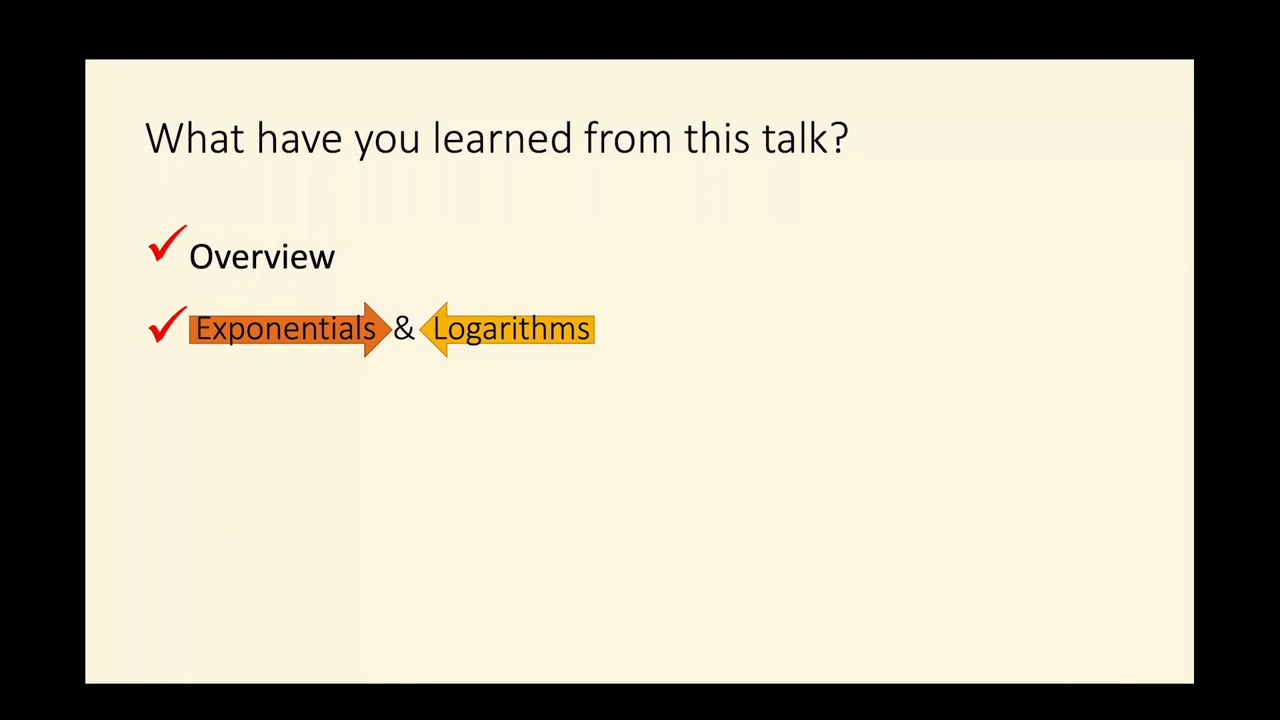 What have you learned from this talk?
Overview
Exponentials & Logarithms